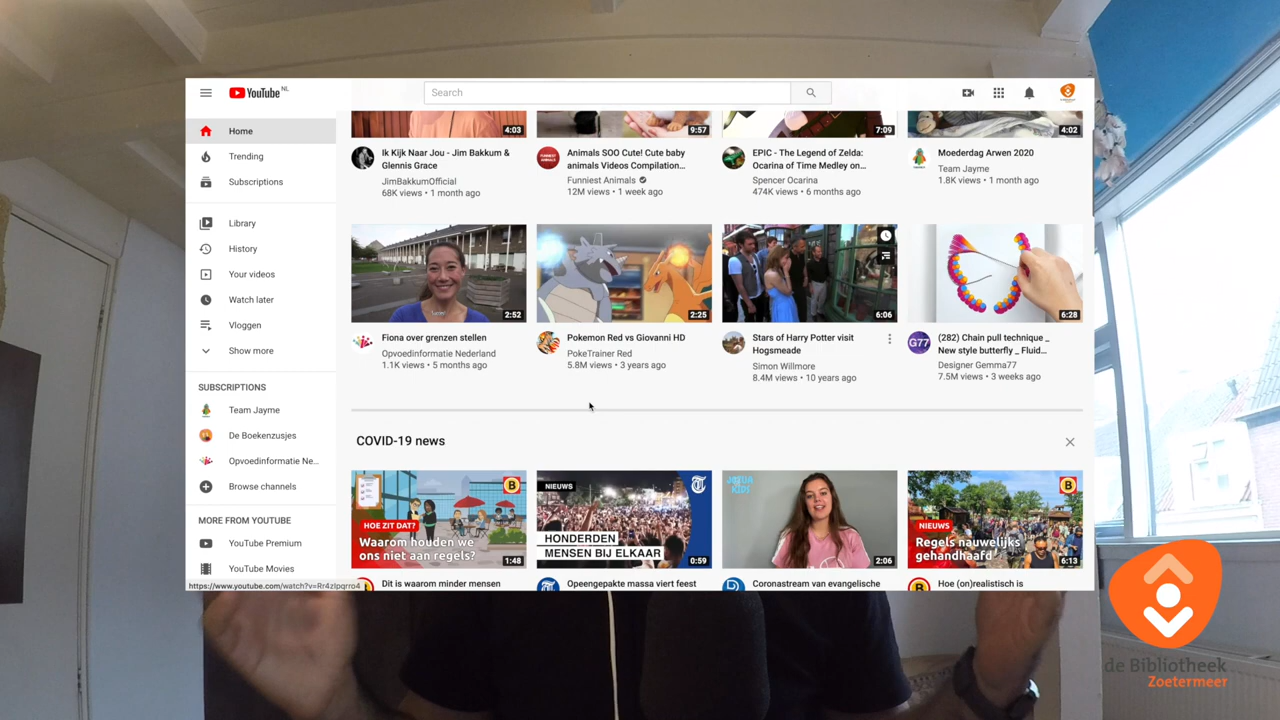 YouTube NL
Search
Home
Trending
Subscriptions
Library
History
Your videos
Watch later
Vloggen
Show more
SUBSCRIPTIONS
Team Jayme
De Boekenzusjes
Opvoedinformatie Ne...
Browse channels
MORE FROM YOUTUBE
YouTube Premium
YouTube Movies
https://www.youtube.com/watch?v=Rr4zlpqrro4
4:03
9:57
7:09
4:02
Ik Kijk Naar Jou - Jim Bakkum &
Glennis Grace
JimBakkumOfficial
68K views • 1 month ago
FUNNIEST
ANIMALS
Animals SOO Cute! Cute baby
animals Videos Compilation...
Funniest Animals
12M views • 1 week ago
EPIC - The Legend of Zelda:
Ocarina of Time Medley on...
Spencer Ocarina
474K views • 6 months ago
Moederdag Arwen 2020
Team Jayme
1.8K views • 1 month ago
2:52
2:25
6:06
6:28
Fiona over grenzen stellen
Opvoedinformatie Nederland
1.1K views • 5 months ago
Pokemon Red vs Giovanni HD
PokeTrainer Red
5.8M views • 3 years ago
Stars of Harry Potter visit
Hogsmeade
Simon Willmore
8.4M views • 10 years ago
G77
(282) Chain pull technique _
New style butterfly _ Fluid...
Designer Gemma77
7.5M views • 3 weeks ago
COVID-19 news
B
HOE ZIT DAT?
Waarom houden we
ons niet aan regels?
1:48
NIEUWS
HONDERDEN
MENSEN BIJ ELKAAR
0:59
KIDS
2:06
B
NIEUWS
Regels nauwelijks
gehandhaafd
6:13
Dit is waarom minder mensen
Opeengepakte massa viert feest
Coronastream van evangelische
Hoe (on)realistisch is
de Bibliotheek
Zoetermeer